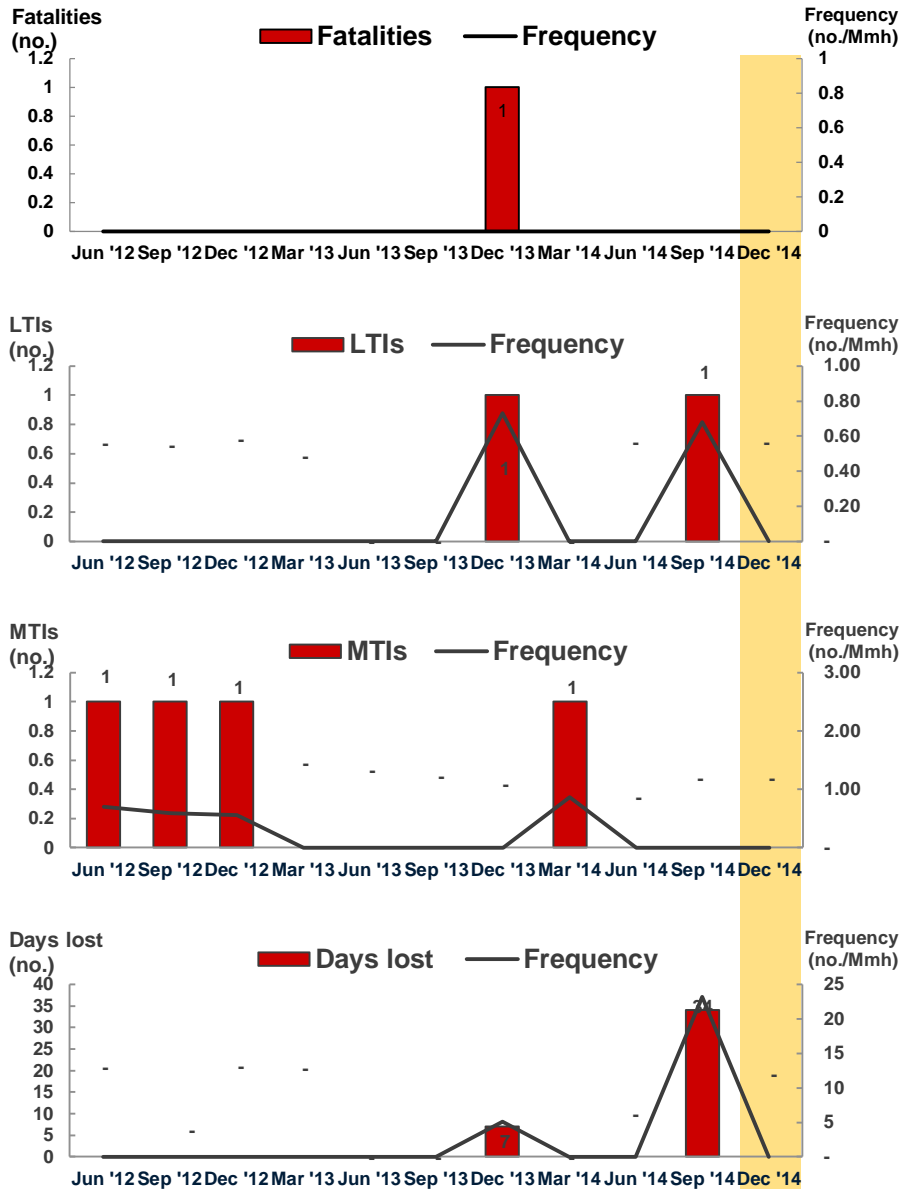 Fatalities
(no.)
Fatalities Frequency
Frequency
(no./Mmh)
1.2
1
0.8
0.6
0.4
0.2
0
1
1
0.8
0.6
0.4
0.2
0
Jun '12 Sep '12 Dec '12 Mar '13 Jun '13 Sep '13 Dec '13 Mar '14 Jun '14 Sep '14 Dec '14
LTIs
(no.)
LTIs Frequency
Frequency
(no./Mmh)
1.2
1
0.8
0.6
0.4
0.2
0
- - - - - - 1 - - 1 -
1.00
0.80
0.60
0.40
0.20
-
Jun '12 Sep '12 Dec '12 Mar '13 Jun '13 Sep '13 Dec '13 Mar '14 Jun '14 Sep '14 Dec '14
MTIs
(no.)
MTIs Frequency
Frequency
(no./Mmh)
1.2
1
0.8
0.6
0.4
0.2
0
1 1 1 - - - - 1 - - -
3.00
2.00
1.00
-
Jun '12 Sep '12 Dec '12 Mar '13 Jun '13 Sep '13 Dec '13 Mar '14 Jun '14 Sep '14 Dec '14
Days lost
(no.)
Days lost Frequency
Frequency
(no./Mmh)
40
35
30
25
20
15
10
5
0
- - - - - - 7 - - 34 -
25
20
15
10
5
-
Jun '12 Sep '12 Dec '12 Mar '13 Jun '13 Sep '13 Dec '13 Mar '14 Jun '14 Sep '14 Dec '14